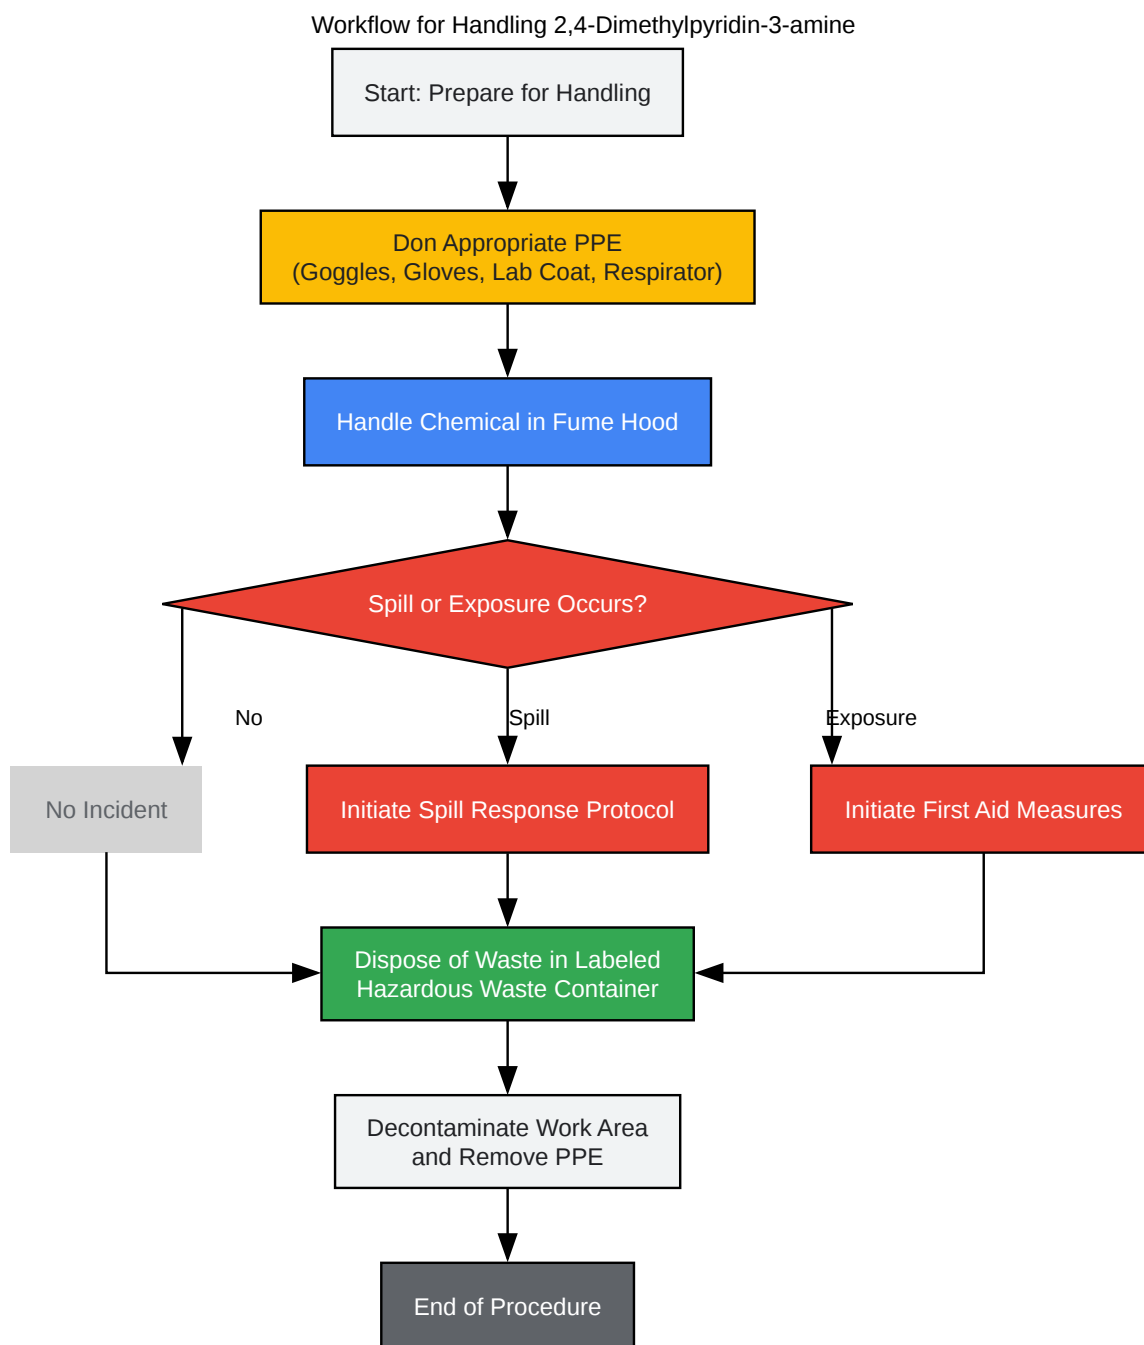 Workflow for Handling 2,4-Dimethylpyridin-3-amine
Start: Prepare for Handling
Don Appropriate PPE
(Goggles, Gloves, Lab Coat, Respirator)
Handle Chemical in Fume Hood
Spill or Exposure Occurs?
No
Spill
Exposure
No Incident
Initiate Spill Response Protocol
Initiate First Aid Measures
Dispose of Waste in Labeled
Hazardous Waste Container
Decontaminate Work Area
and Remove PPE
End of Procedure